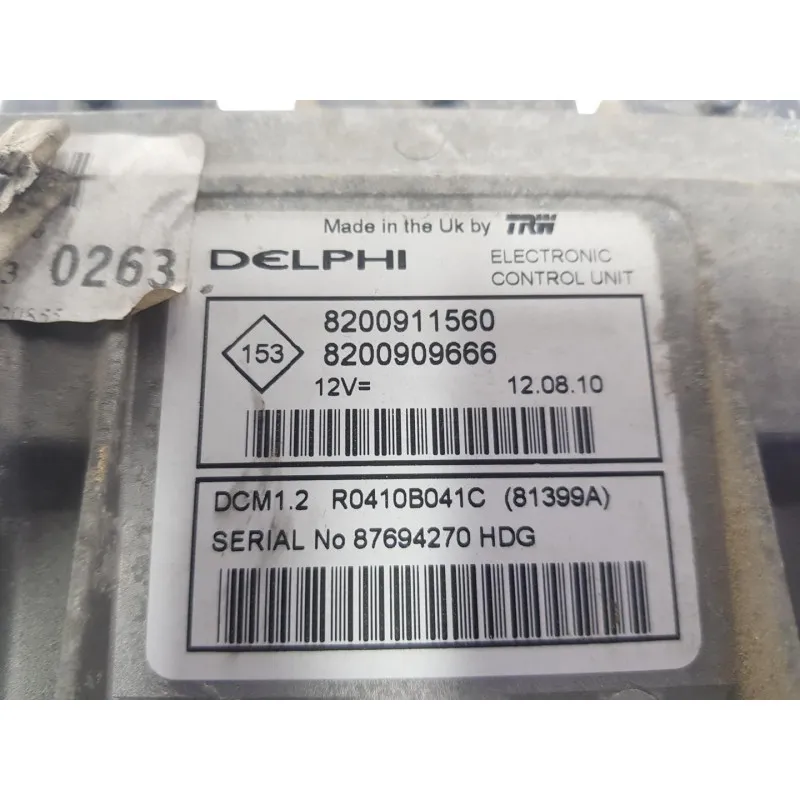 Made in the Uk by TRW
DELPHI
ELECTRONIC
CONTROL UNIT
0263
153
8200911560
8200909666
12V=
12.08.10
DCM1.2 R0410B041C (81399A)
SERIAL No 87694270 HDG